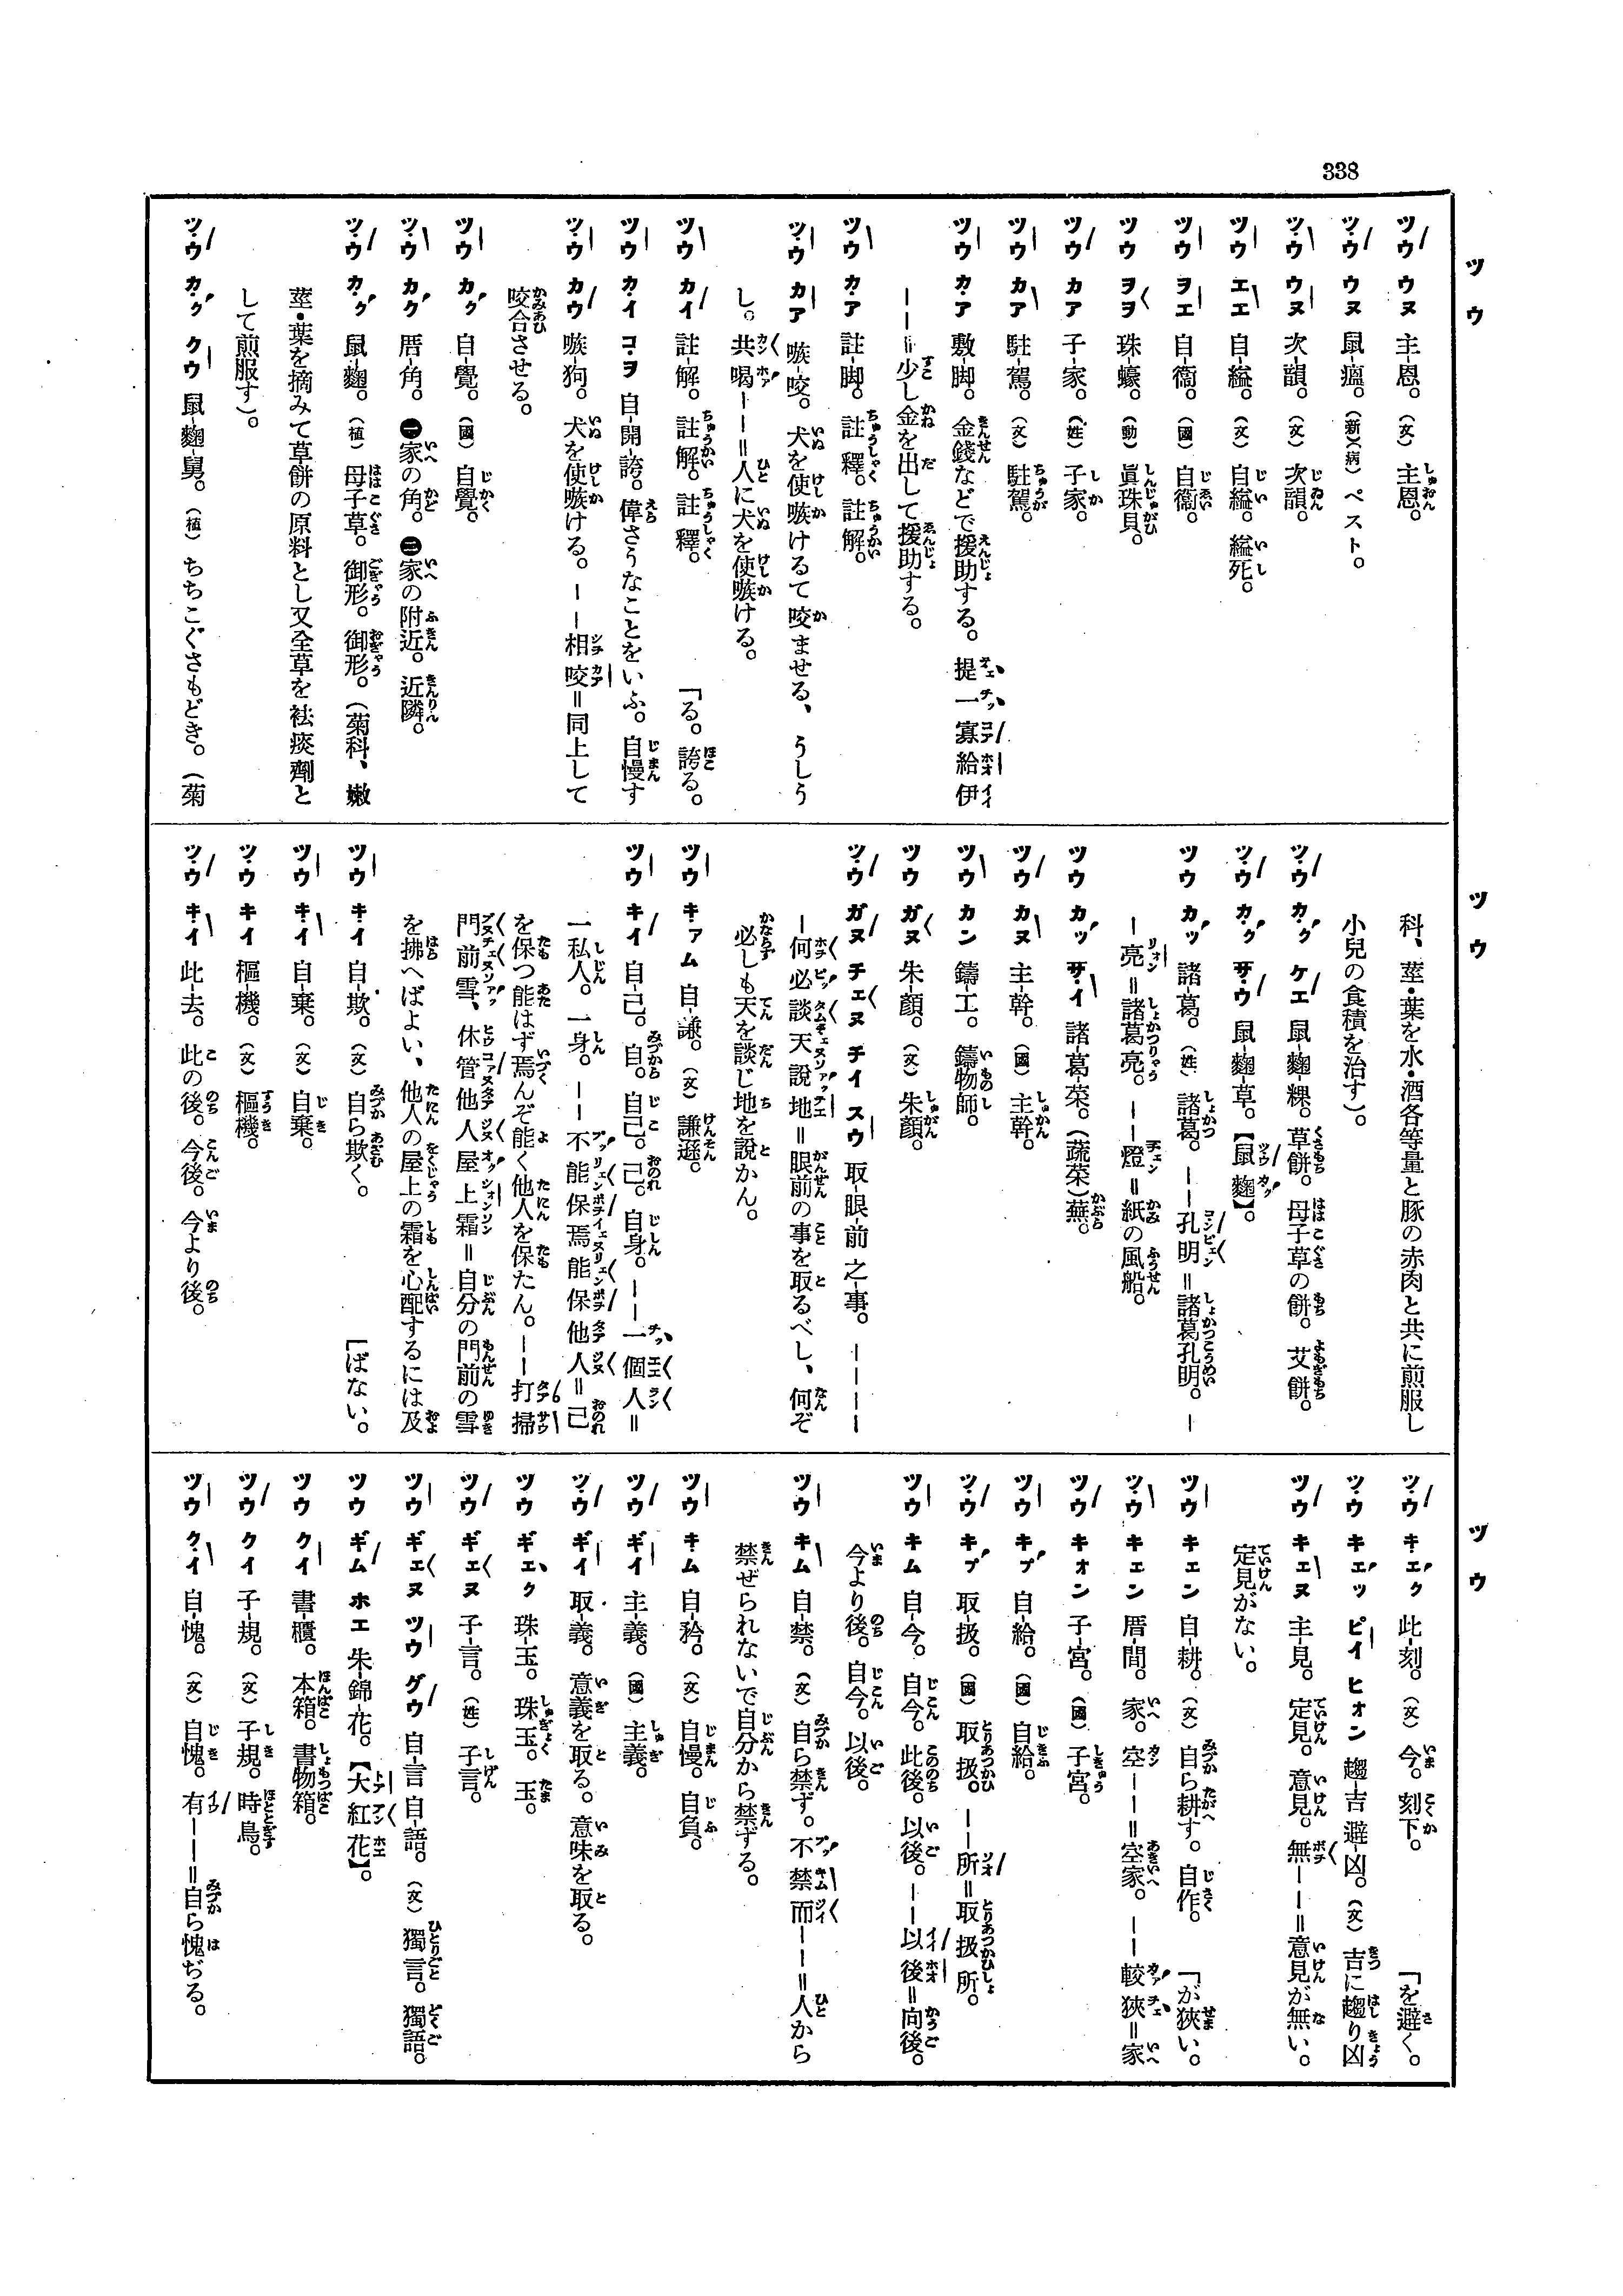 338
ツウ
ツウ ウヌ 主-恩。（文）主恩。
ツウ ウヌ 鼠-瘟。（新）（病）ペスト。
ツウ ウヌ 次-韻。（文）次韻。
ツウ エエ 自-縊。（文）自縊。縊死。
ツウ ヲエ 自-衞。（國）自衞。
ツウ ヲヲ 珠-蠔。（動）眞珠貝。
ツウ カア 子-家。（姓）子家。
ツウ カア 駐-駕。（文）駐駕。
ツウ カア 敷-脚。金錢などで援助する。提一寡給伊
――＝少し金を出して援助する。
ツウ カア 註-脚。註釋。註解。
ツウ カア 嗾-咬。犬を使嗾けるて咬ませる、うしう
し。共喝――＝人に犬を使嗾ける。
ツウ カイ 註-解。註解。註釋。 「る。誇る。
ツウ カイ コヲ 自-開-誇。偉さうなことをいふ。自慢す
ツウ カウ 嗾-狗。犬を使嗾ける。――相咬＝同上して
咬合させる。
ツウ カク 自-覺。（國）自覺。
ツウ カク 厝-角。㊀家の角。㊁家の附近。近隣。
ツウ カク 鼠-麹。（植）母子草。御形。御形。（菊科、嫩
莖・葉を摘みて草餅の原料とし又全草を祛痰劑と
して煎服す）。
ツウ カク クウ 鼠-麹-舅。（植）ちちこぐさもどき。（菊
ツウ
科、莖・葉を水・酒各等量と豚の赤肉と共に煎服し
小兒の食積を治す）。
ツウ カク ケエ 鼠-麹-粿。草餅。母子草の餅。艾餅。
ツウ カク サウ 鼠-麹-草。【鼠麹】。
ツウ カッ 諸-葛。（姓）諸葛。――孔明＝諸葛孔明。―
―亮＝諸葛亮。――燈＝紙の風船。
ツウ カッ サイ 諸-葛-菜。（蔬菜）蕪。
ツウ カヌ 主-幹。（國）主幹。
ツウ カン 鑄-工。鑄物師。
ツウ ガヌ 朱-顏。（文）朱顏。
ツウ ガヌ チェヌ チイ スウ 取-眼-前 之-事。――――
―何必談天說地＝眼前の事を取るべし、何ぞ
必しも天を談じ地を說かん。
ツウ キァム 自-謙。（文）謙遜。
ツウ キイ 自-己。自。自己。己。自身。――一個人＝
一私人。一身。――不能保焉能保他人＝己
を保つ能はず焉んぞ能く他人を保たん。――打掃
門前雪、休管他人屋上霜＝自分の門前の雪
を拂へばよい、他人の屋上の霜を心配するには及
ツウ キイ 自-欺。（文）自ら欺く。 「ばない。
ツウ キイ 自-棄。（文）自棄。
ツウ キイ 樞-機。（文）樞機。
ツウ キイ 此-去。此の後。今後。今より後。
ツウ
ツウ キェク 此-刻。（文）今。刻下。 「を避く。
ツウ キェッ ピイ ヒォン 趨-吉 避-凶。（文）吉に趨り凶
ツウ キェヌ 主-見。定見。意見。無――＝意見が無い。
定見がない。
ツウ キェン 自-耕。（文）自ら耕す。自作。 「が狹い。
ツウ キェン 厝-間。家。空――＝空家。――較狹＝家
ツウ キォン 子-宮。（國）子宮。
ツウ キプ 自-給。（國）自給。
ツウ キプ 取-扱。（國）取扱。――所＝取扱所。
ツウ キム 自-今。自今。此後。以後。――以後＝向後。
今より後。自今。以後。
ツウ キム 自-禁。（文）自ら禁ず。不禁而――＝人から
禁ぜられないで自分から禁ずる。
ツウ キム 自-矜。（文）自慢。自負。
ツウ ギイ 主-義。（國）主義。
ツウ ギイ 取-義。意義を取る。意味を取る。
ツウ ギェク 珠-玉。珠玉。玉。
ツウ ギェヌ 子-言。（姓）子言。
ツウ ギェヌ ツウ グウ 自-言 自-語。（文）獨言。獨語。
ツウ ギム ホエ 朱-錦-花。【大紅花】。
ツウ クイ 書-櫃。本箱。書物箱。
ツウ クイ 子-規。（文）子規。時鳥。
ツウ クイ 自-愧。（文）自愧。有――＝自ら愧ぢる。